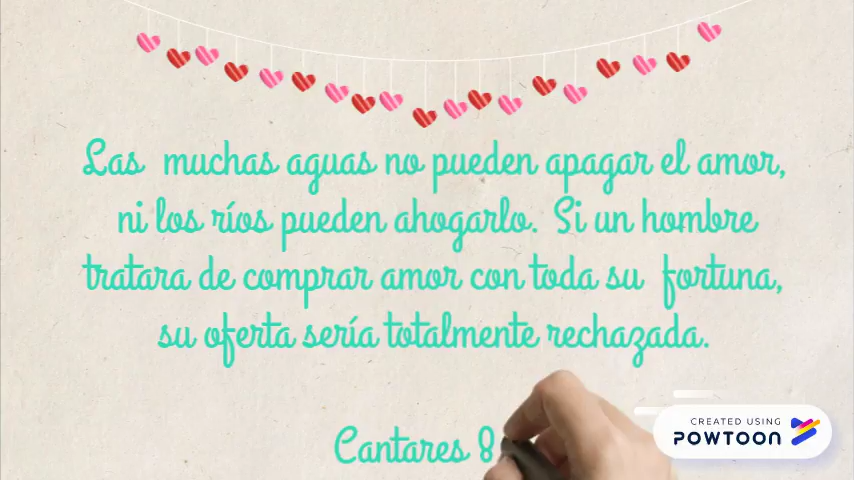 Las muchas aguas no pueden apagar el amor,
ni los ríos pueden ahogarlo. Si un hombre
tratara de comprar amor con toda su fortuna,
su oferta sería totalmente rechazada.
Cantares 8
CREATED USING
POWTOON